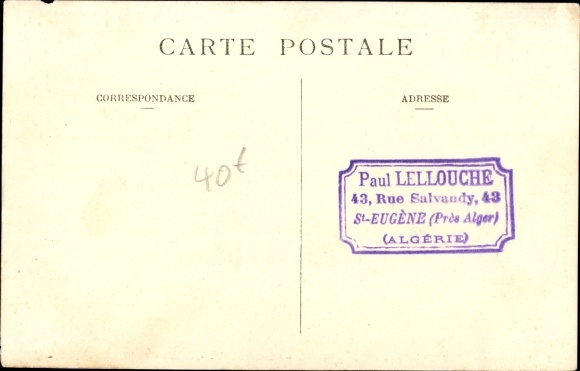 CARTE POSTALE
CORRESPONDANCE
ADRESSE
40f
Paul LELLOUCHE
43, Rue Salvandy, 43
St-EUGÈNE (Près Alger)
(ALGÉRIE)